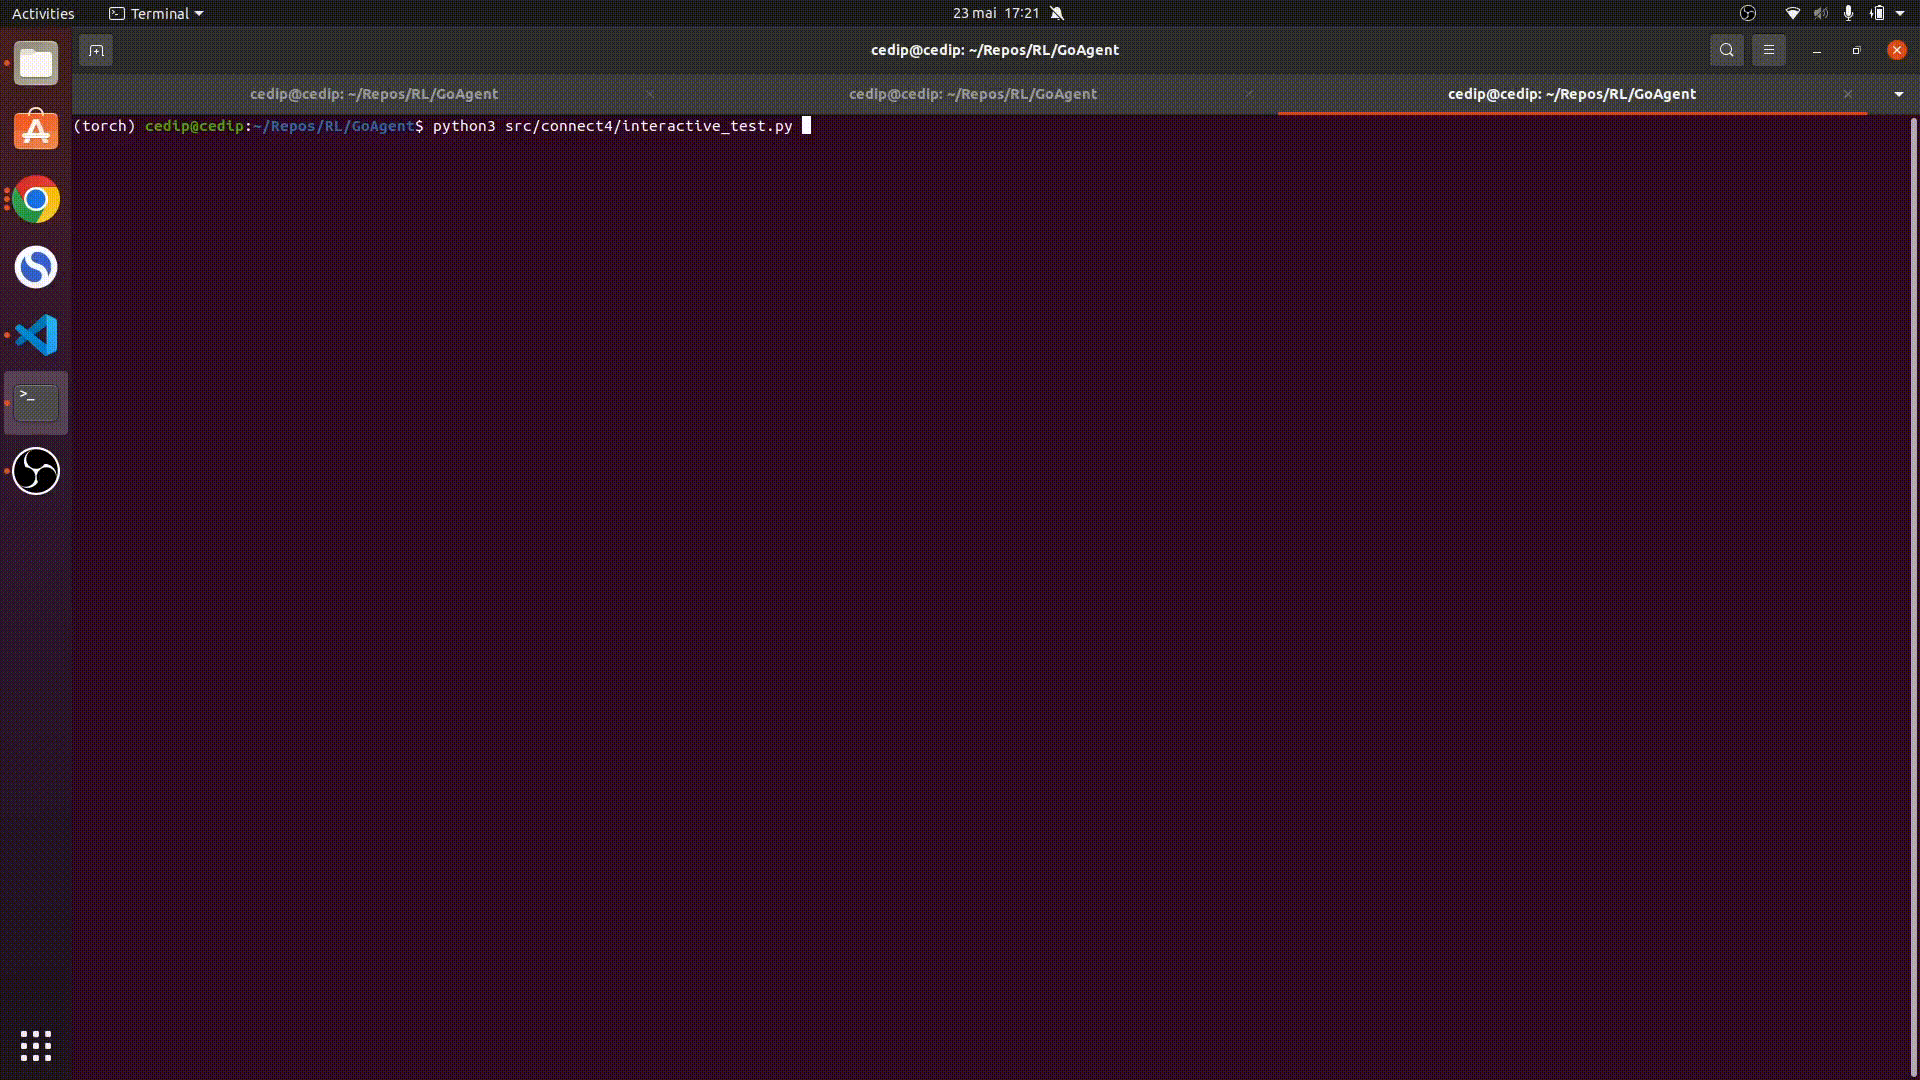 Activities Terminal 23 mai 17:21
cedip@cedip: ~/Repos/RL/GoAgent
cedip@cedip: ~/Repos/RL/GoAgent cedip@cedip: ~/Repos/RL/GoAgent cedip@cedip: ~/Repos/RL/GoAgent
(torch) cedip@cedip:~/Repos/RL/GoAgent$ python3 src/connect4/interactive_test.py
>_